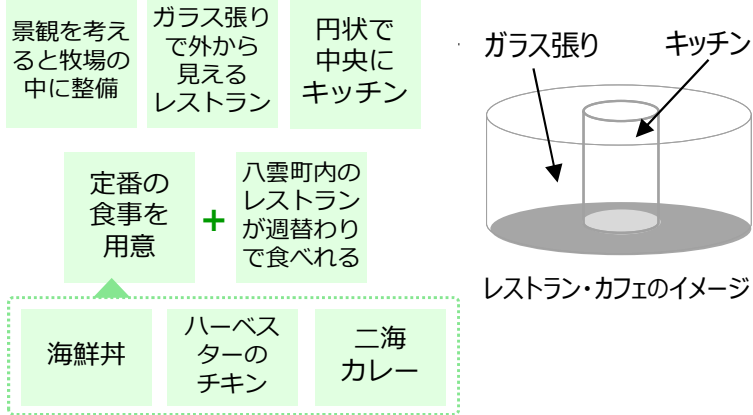 景観を考え
ると牧場の
中に整備
ガラス張り
で外から
見える
レストラン
円状で
中央に
キッチン
定番の
食事を
用意
+
八雲町内の
レストラン
が週替わり
で食べれる
海鮮丼
ハーベス
ターの
チキン
二海
カレー
ガラス張り
キッチン
レストラン・カフェのイメージ